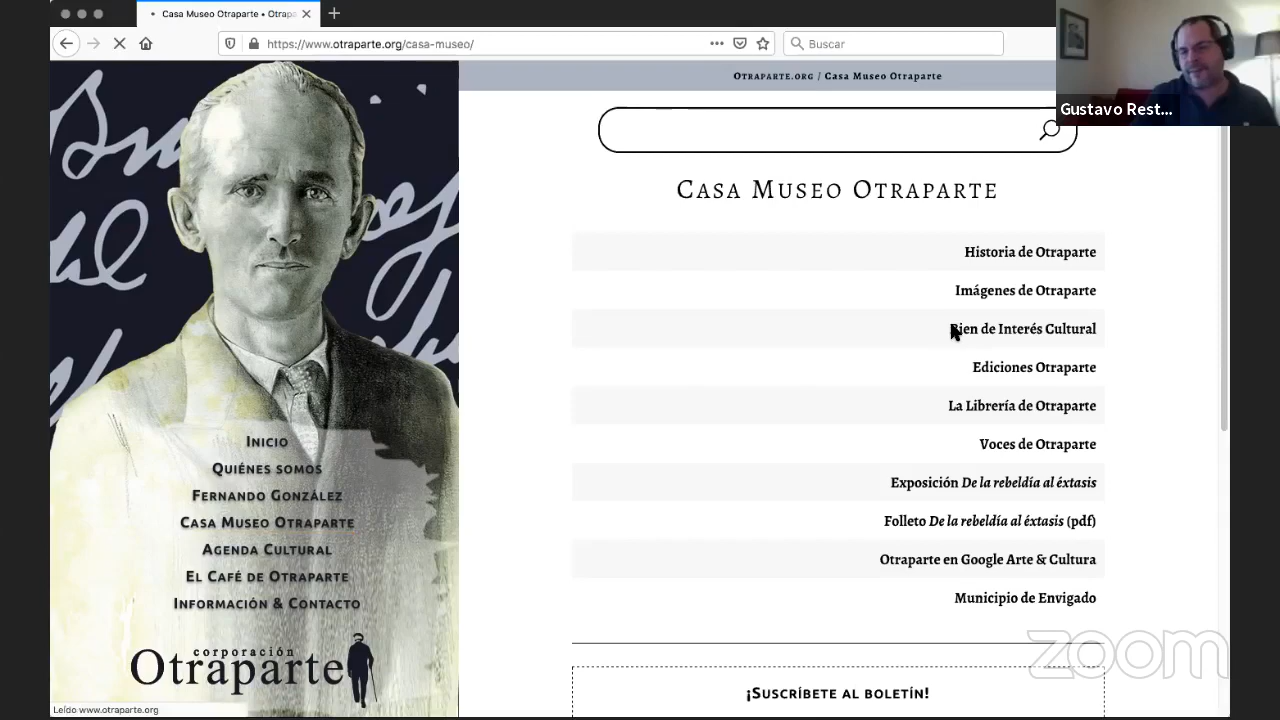 Casa Museo Otraparte • Otrapa
https://www.otraparte.org/casa-museo/
Buscar
Otraparte.org / Casa Museo Otraparte
Gustavo Rest...
Casa Museo Otraparte
Historia de Otraparte
Imágenes de Otraparte
Bien de Interés Cultural
Ediciones Otraparte
La Librería de Otraparte
Voces de Otraparte
Exposición De la rebeldía al éxtasis
Folleto De la rebeldía al éxtasis (pdf)
Otraparte en Google Arte & Cultura
Municipio de Envigado
¡Suscríbete al boletín!
Inicio
Quiénes somos
Fernando González
Casa Museo Otraparte
Agenda Cultural
El Café de Otraparte
Información & Contacto
corporación
Otraparte
Leído www.otraparte.org
zoom